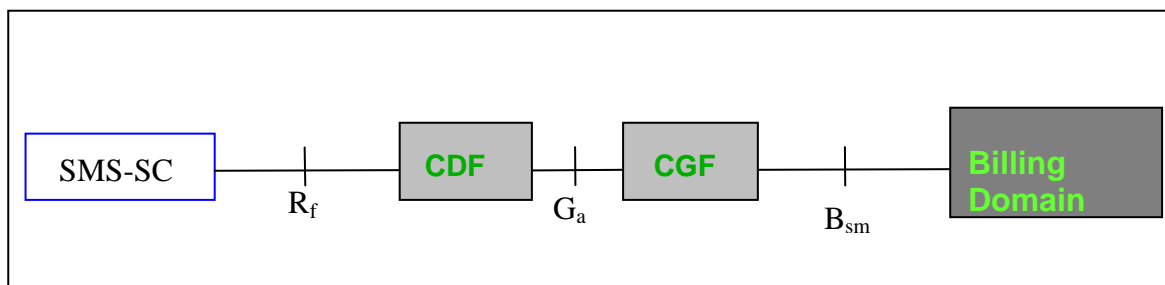 SMS-SC
CDF
CGF
Billing
Domain
Rf
Ga
Bsm